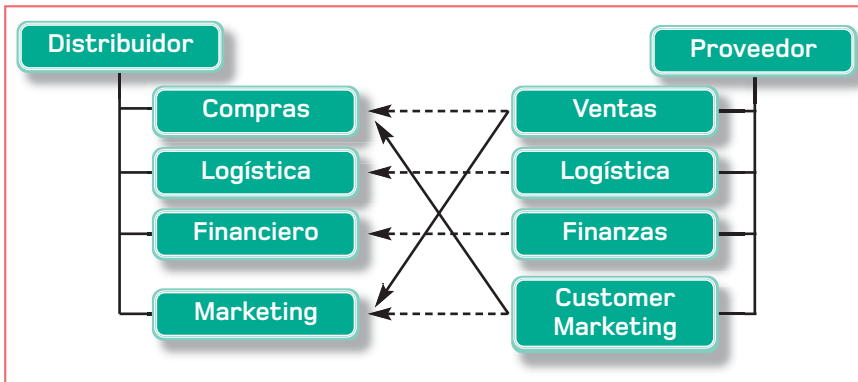 Distribuidor
Proveedor
Compras
Ventas
Logística
Logística
Financiero
Finanzas
Marketing
Customer
Marketing